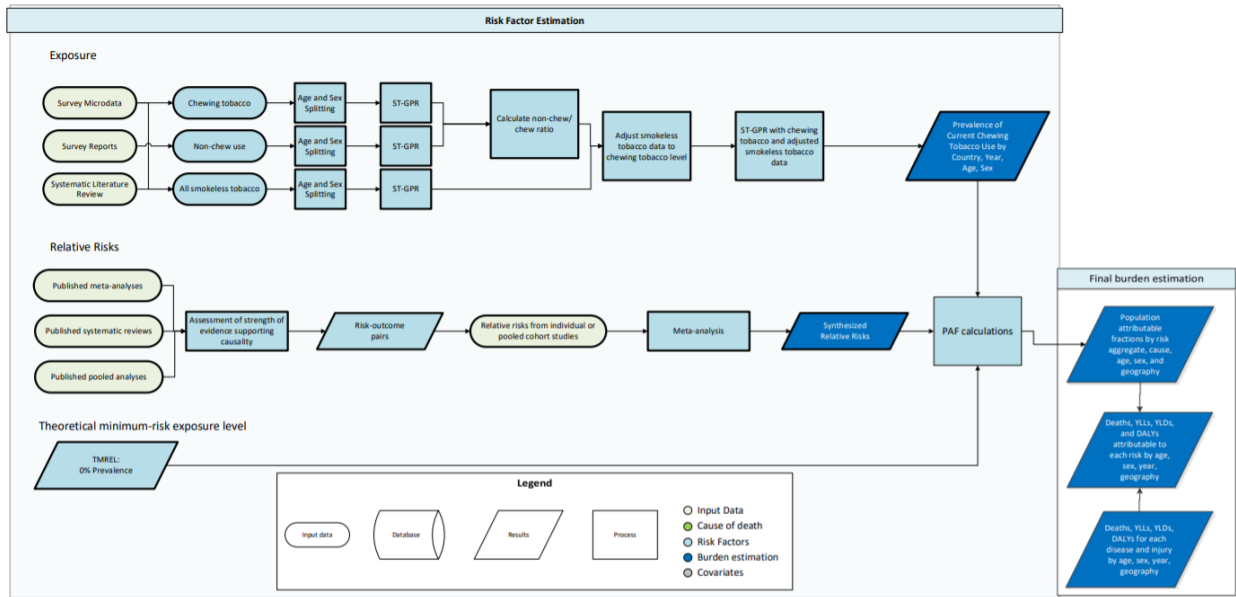 Risk Factor Estimation
Exposure
Survey Microdata
Survey Reports
Systematic Literature
Review
Chewing tobacco
Non-chew use
All smokeless tobacco
Age and Sex
Splitting
Age and Sex
Splitting
Age and Sex
Splitting
ST-GPR
ST-GPR
ST-GPR
Calculate non-chew/
chew ratio
Adjust smokeless
tobacco data to
chewing tobacco level
ST-GPR with chewing
tobacco and adjusted
smokeless tobacco
data
Prevalence of
Current Chewing
Tobacco Use by
Country, Year,
Age, Sex
Relative Risks
Published meta-analyses
Published systematic reviews
Published pooled analyses
Assessment of strength of
evidence supporting
causality
Risk-outcome
pairs
Relative risks from individual or
pooled cohort studies
Meta-analysis
Synthesized
Relative Risks
PAF calculations
Theoretical minimum-risk exposure level
TMREL:
0% Prevalence
Final burden estimation
Population
attributable
fractions by risk
aggregate, cause,
age, sex, and
geography
Deaths, YLLs, YLDs,
and DALYs
attributable to
each risk by age,
sex, year,
geography
Deaths, YLLs, YLDs,
DALYs for each
disease and injury
by age, sex, year,
geography
Legend
Input data
Database
Results
Process
Input Data
Cause of death
Risk Factors
Burden estimation
Covariates